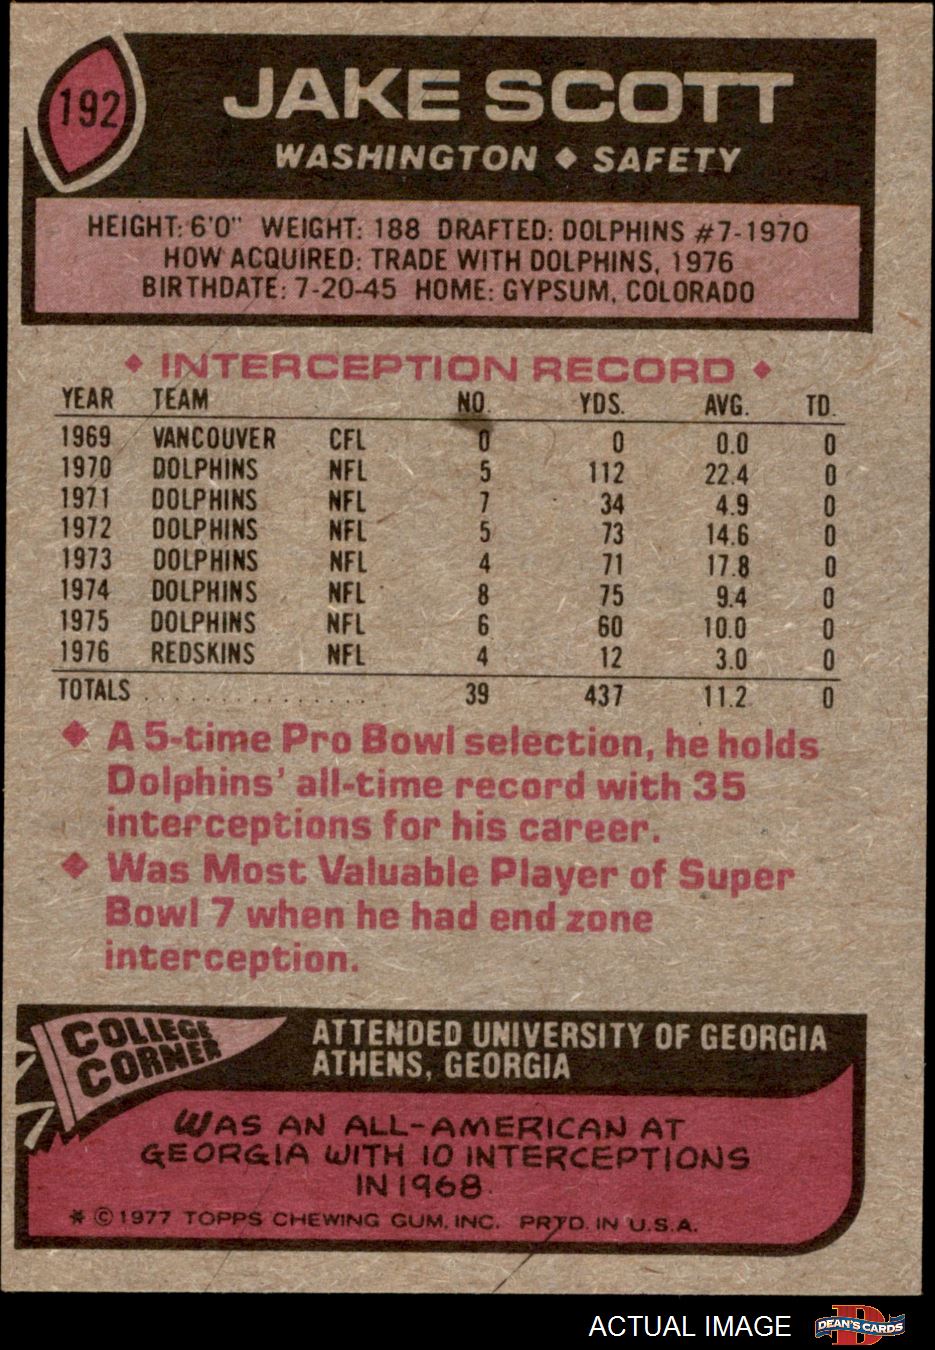 192
JAKE SCOTT
WASHINGTON ◆ SAFETY
HEIGHT: 6'0" WEIGHT: 188 DRAFTED: DOLPHINS #7-1970
HOW ACQUIRED: TRADE WITH DOLPHINS, 1976
BIRTHDATE: 7-20-45 HOME: GYPSUM, COLORADO
◆ INTERCEPTION RECORD ◆
YEAR TEAM NO. YDS. AVG. TD.
1969 VANCOUVER CFL 0 0 0.0 0
1970 DOLPHINS NFL 5 112 22.4 0
1971 DOLPHINS NFL 7 34 4.9 0
1972 DOLPHINS NFL 5 73 14.6 0
1973 DOLPHINS NFL 4 71 17.8 0
1974 DOLPHINS NFL 8 75 9.4 0
1975 DOLPHINS NFL 6 60 10.0 0
1976 REDSKINS NFL 4 12 3.0 0
TOTALS . . . . . . . . . . . . . . . 39 437 11.2 0
◆ A 5-time Pro Bowl selection, he holds
Dolphins' all-time record with 35
interceptions for his career.
◆ Was Most Valuable Player of Super
Bowl 7 when he had end zone
interception.
COLLEGE
CORNER
ATTENDED UNIVERSITY OF GEORGIA
ATHENS, GEORGIA
WAS AN ALL-AMERICAN AT
GEORGIA WITH 10 INTERCEPTIONS
IN 1968.
* © 1977 TOPPS CHEWING GUM, INC. PRTD. IN U.S.A.
ACTUAL IMAGE
D
DEAN'S CARDS